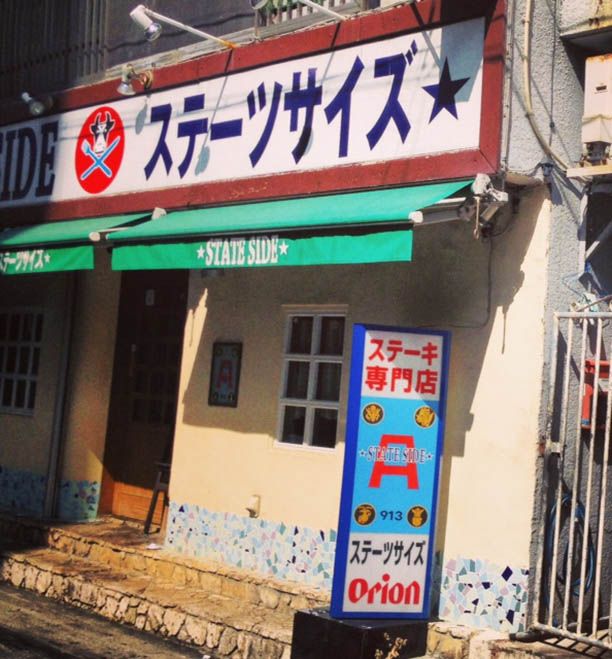 SIDE
ステーツサイズ★
ステーツサイズ★
★STATE SIDE★
A
ステーキ
専門店
A
★STATE SIDE★
913
ステーツサイズ
Orion